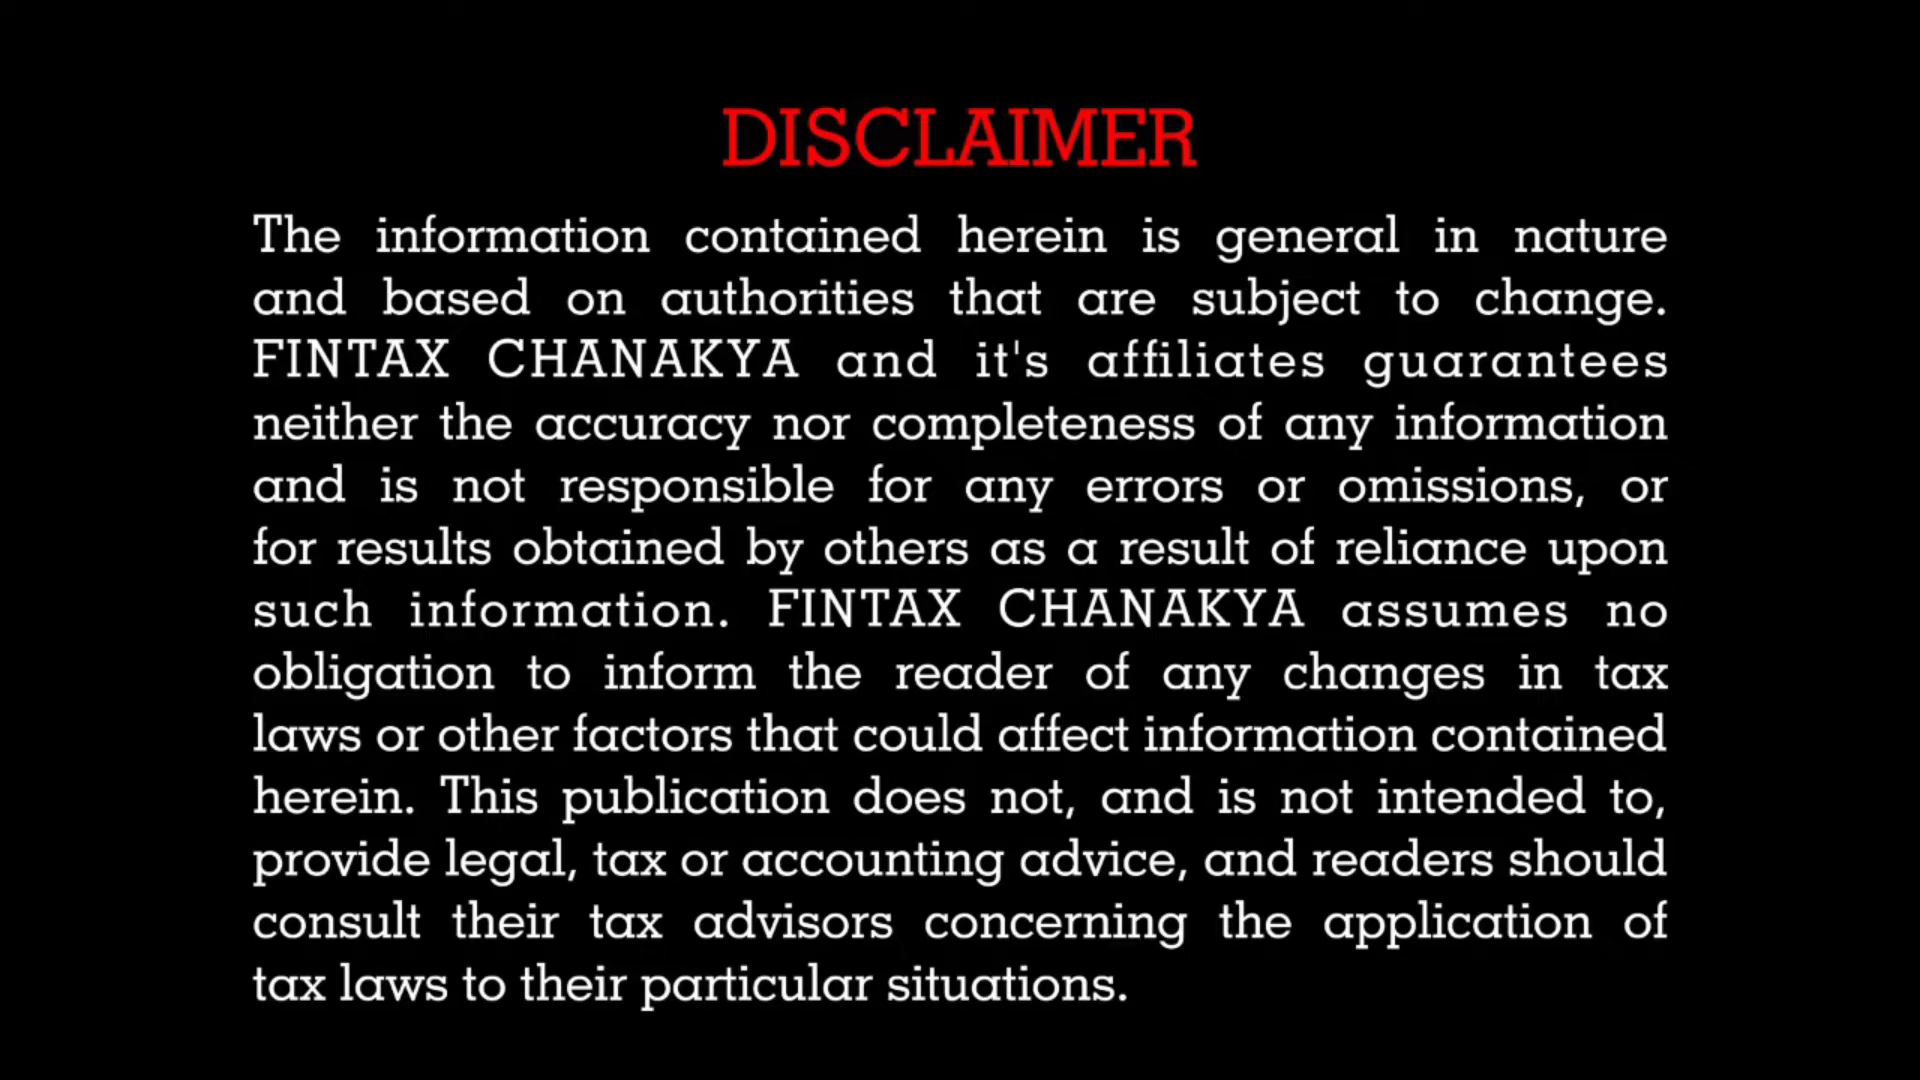 DISCLAIMER
The information contained herein is general in nature
and based on authorities that are subject to change.
FINTAX CHANAKYA and it's affiliates guarantees
neither the accuracy nor completeness of any information
and is not responsible for any errors or omissions, or
for results obtained by others as a result of reliance upon
such information. FINTAX CHANAKYA assumes no
obligation to inform the reader of any changes in tax
laws or other factors that could affect information contained
herein. This publication does not, and is not intended to,
provide legal, tax or accounting advice, and readers should
consult their tax advisors concerning the application of
tax laws to their particular situations.